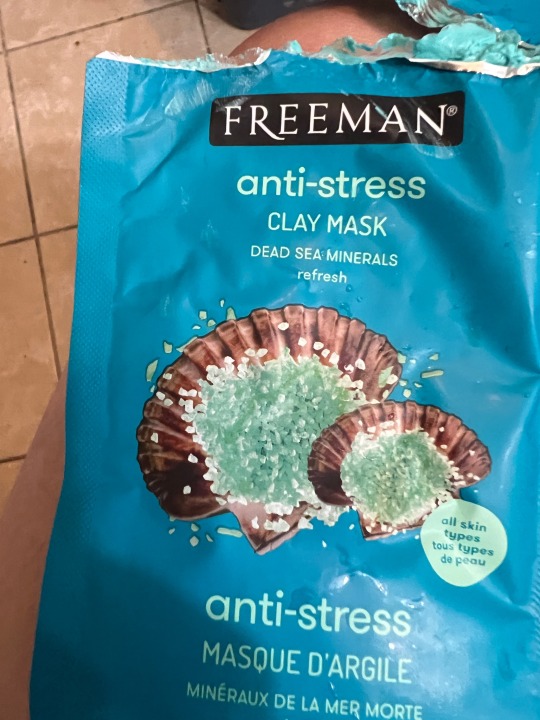 FREEMAN®
anti-stress
CLAY MASK
DEAD SEA MINERALS
refresh
all skin
types
tous types
de peau
anti-stress
MASQUE D'ARGILE
MINÉRAUX DE LA MER MORTE